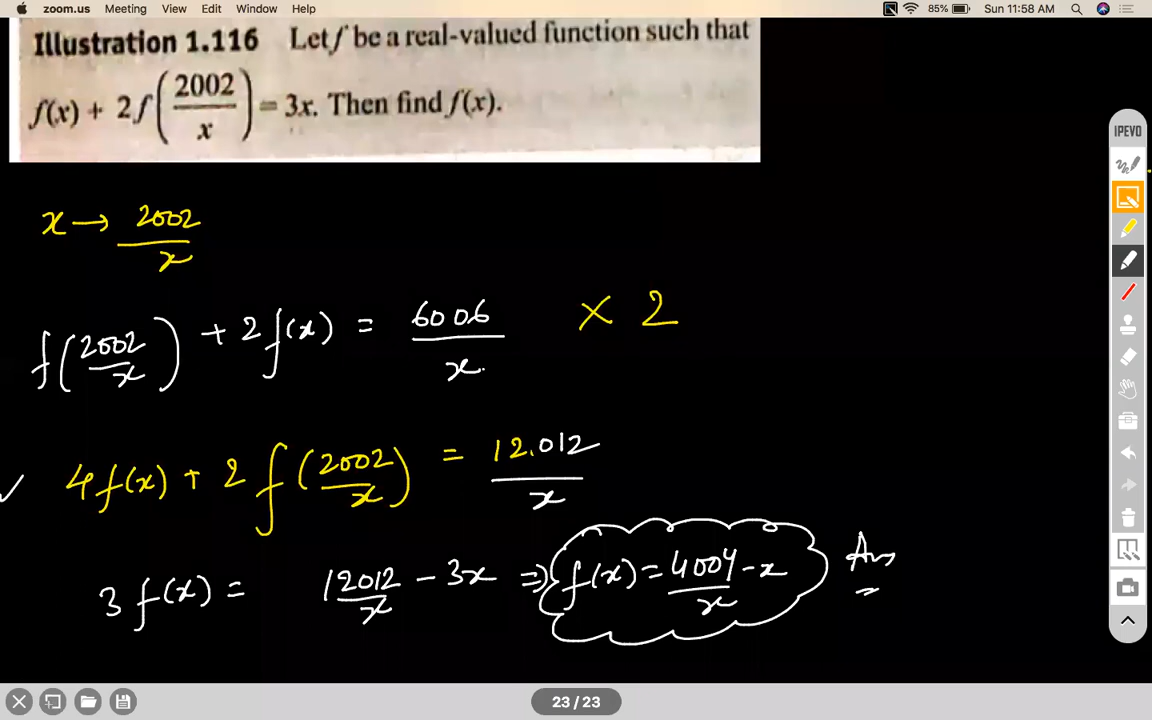 zoom.us Meeting View Edit Window Help 85% Sun 11:58 AM
Illustration 1.116 Let f be a real-valued function such that
f(x) + 2f(2002/x) = 3x. Then find f(x).
IPEVO
x → 2002/x
f(2002/x) + 2f(x) = 6006/x × 2
4f(x) + 2f(2002/x) = 12.012/x
3f(x) = 12012/x - 3x ⇒ f(x) = 4004/x - x Ans
23 / 23